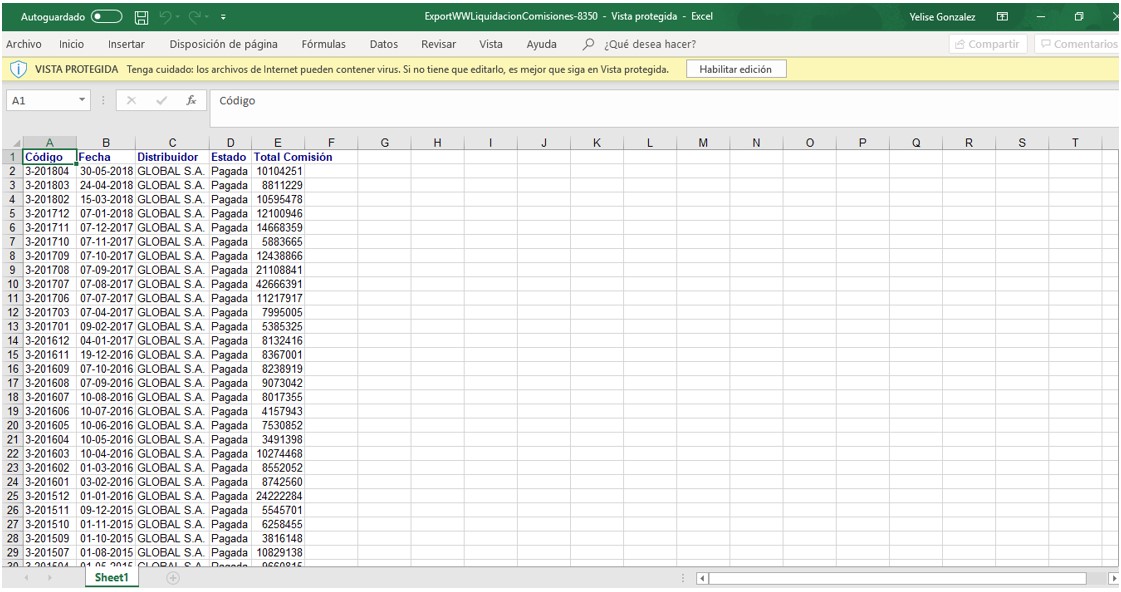 Autoguardado ExportWWLiquidacionComisiones-8350 - Vista protegida - Excel Yelise Gonzalez
Archivo Inicio Insertar Disposición de página Fórmulas Datos Revisar Vista Ayuda ¿Qué desea hacer? Compartir Comentarios
VISTA PROTEGIDA Tenga cuidado: los archivos de Internet pueden contener virus. Si no tiene que editarlo, es mejor que siga en Vista protegida. Habilitar edición
A1 fx Código
A B C D E F G H I J K L M N O P Q R S T
1 Código Fecha Distribuidor Estado Total Comisión
2 3-201804 30-05-2018 GLOBAL S.A. Pagada 10104251
3 3-201803 24-04-2018 GLOBAL S.A. Pagada 8811229
4 3-201802 15-03-2018 GLOBAL S.A. Pagada 10595478
5 3-201712 07-01-2018 GLOBAL S.A. Pagada 12100946
6 3-201711 07-12-2017 GLOBAL S.A. Pagada 14668359
7 3-201710 07-11-2017 GLOBAL S.A. Pagada 5883665
8 3-201709 07-10-2017 GLOBAL S.A. Pagada 12438866
9 3-201708 07-09-2017 GLOBAL S.A. Pagada 21108841
10 3-201707 07-08-2017 GLOBAL S.A. Pagada 42666391
11 3-201706 07-07-2017 GLOBAL S.A. Pagada 11217917
12 3-201703 07-04-2017 GLOBAL S.A. Pagada 7995005
13 3-201701 09-02-2017 GLOBAL S.A. Pagada 5385325
14 3-201612 04-01-2017 GLOBAL S.A. Pagada 8132416
15 3-201611 19-12-2016 GLOBAL S.A. Pagada 8367001
16 3-201609 07-10-2016 GLOBAL S.A. Pagada 8238919
17 3-201608 07-09-2016 GLOBAL S.A. Pagada 9073042
18 3-201607 10-08-2016 GLOBAL S.A. Pagada 8017355
19 3-201606 10-07-2016 GLOBAL S.A. Pagada 4157943
20 3-201605 10-06-2016 GLOBAL S.A. Pagada 7530852
21 3-201604 10-05-2016 GLOBAL S.A. Pagada 3491398
22 3-201603 10-04-2016 GLOBAL S.A. Pagada 10274468
23 3-201602 01-03-2016 GLOBAL S.A. Pagada 8552052
24 3-201601 03-02-2016 GLOBAL S.A. Pagada 8742560
25 3-201512 01-01-2016 GLOBAL S.A. Pagada 24222284
26 3-201511 09-12-2015 GLOBAL S.A. Pagada 5545701
27 3-201510 01-11-2015 GLOBAL S.A. Pagada 6258455
28 3-201509 01-10-2015 GLOBAL S.A. Pagada 3816148
29 3-201507 01-08-2015 GLOBAL S.A. Pagada 10829138
Sheet1